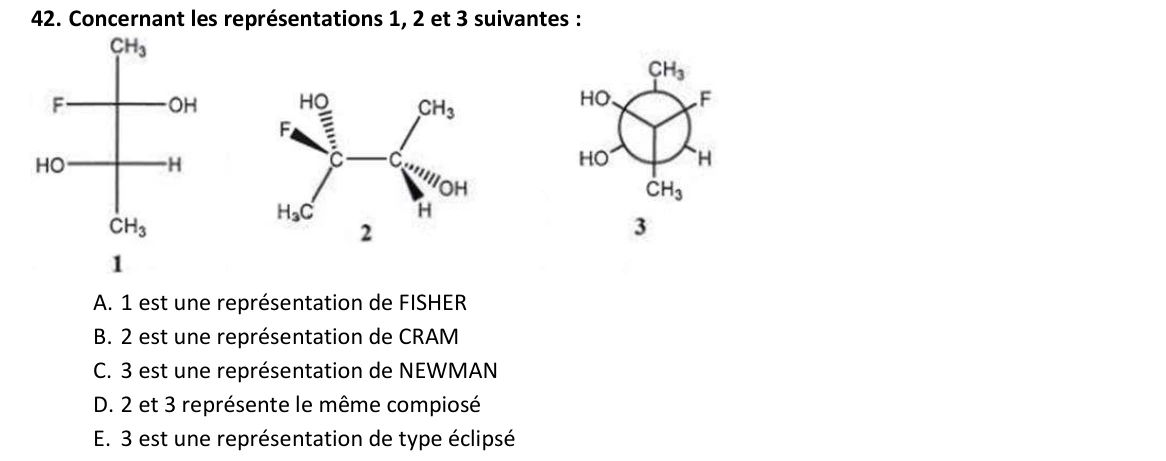 42. Concernant les représentations 1, 2 et 3 suivantes :
CH₃
F
OH
HO
H
CH₃
1
HO
F
CH₃
C
C
OH
H₃C
H
2
CH₃
HO
F
HO
H
CH₃
3
A. 1 est une représentation de FISHER
B. 2 est une représentation de CRAM
C. 3 est une représentation de NEWMAN
D. 2 et 3 représente le même compiosé
E. 3 est une représentation de type éclipsé